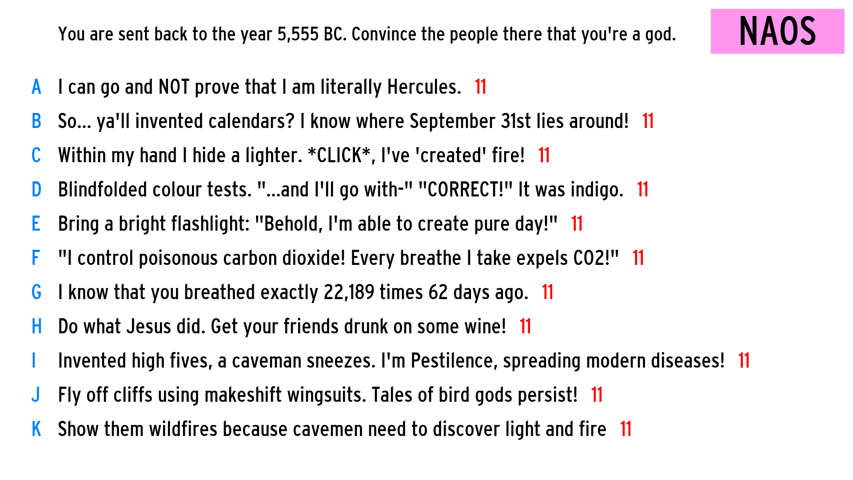 You are sent back to the year 5,555 BC. Convince the people there that you're a god.
NAOS
A I can go and NOT prove that I am literally Hercules. 11
B So... ya'll invented calendars? I know where September 31st lies around! 11
C Within my hand I hide a lighter. *CLICK*, I've 'created' fire! 11
D Blindfolded colour tests. "...and I'll go with-" "CORRECT!" It was indigo. 11
E Bring a bright flashlight: "Behold, I'm able to create pure day!" 11
F "I control poisonous carbon dioxide! Every breathe I take expels CO2!" 11
G I know that you breathed exactly 22,189 times 62 days ago. 11
H Do what Jesus did. Get your friends drunk on some wine! 11
I Invented high fives, a caveman sneezes. I'm Pestilence, spreading modern diseases! 11
J Fly off cliffs using makeshift wingsuits. Tales of bird gods persist! 11
K Show them wildfires because cavemen need to discover light and fire 11